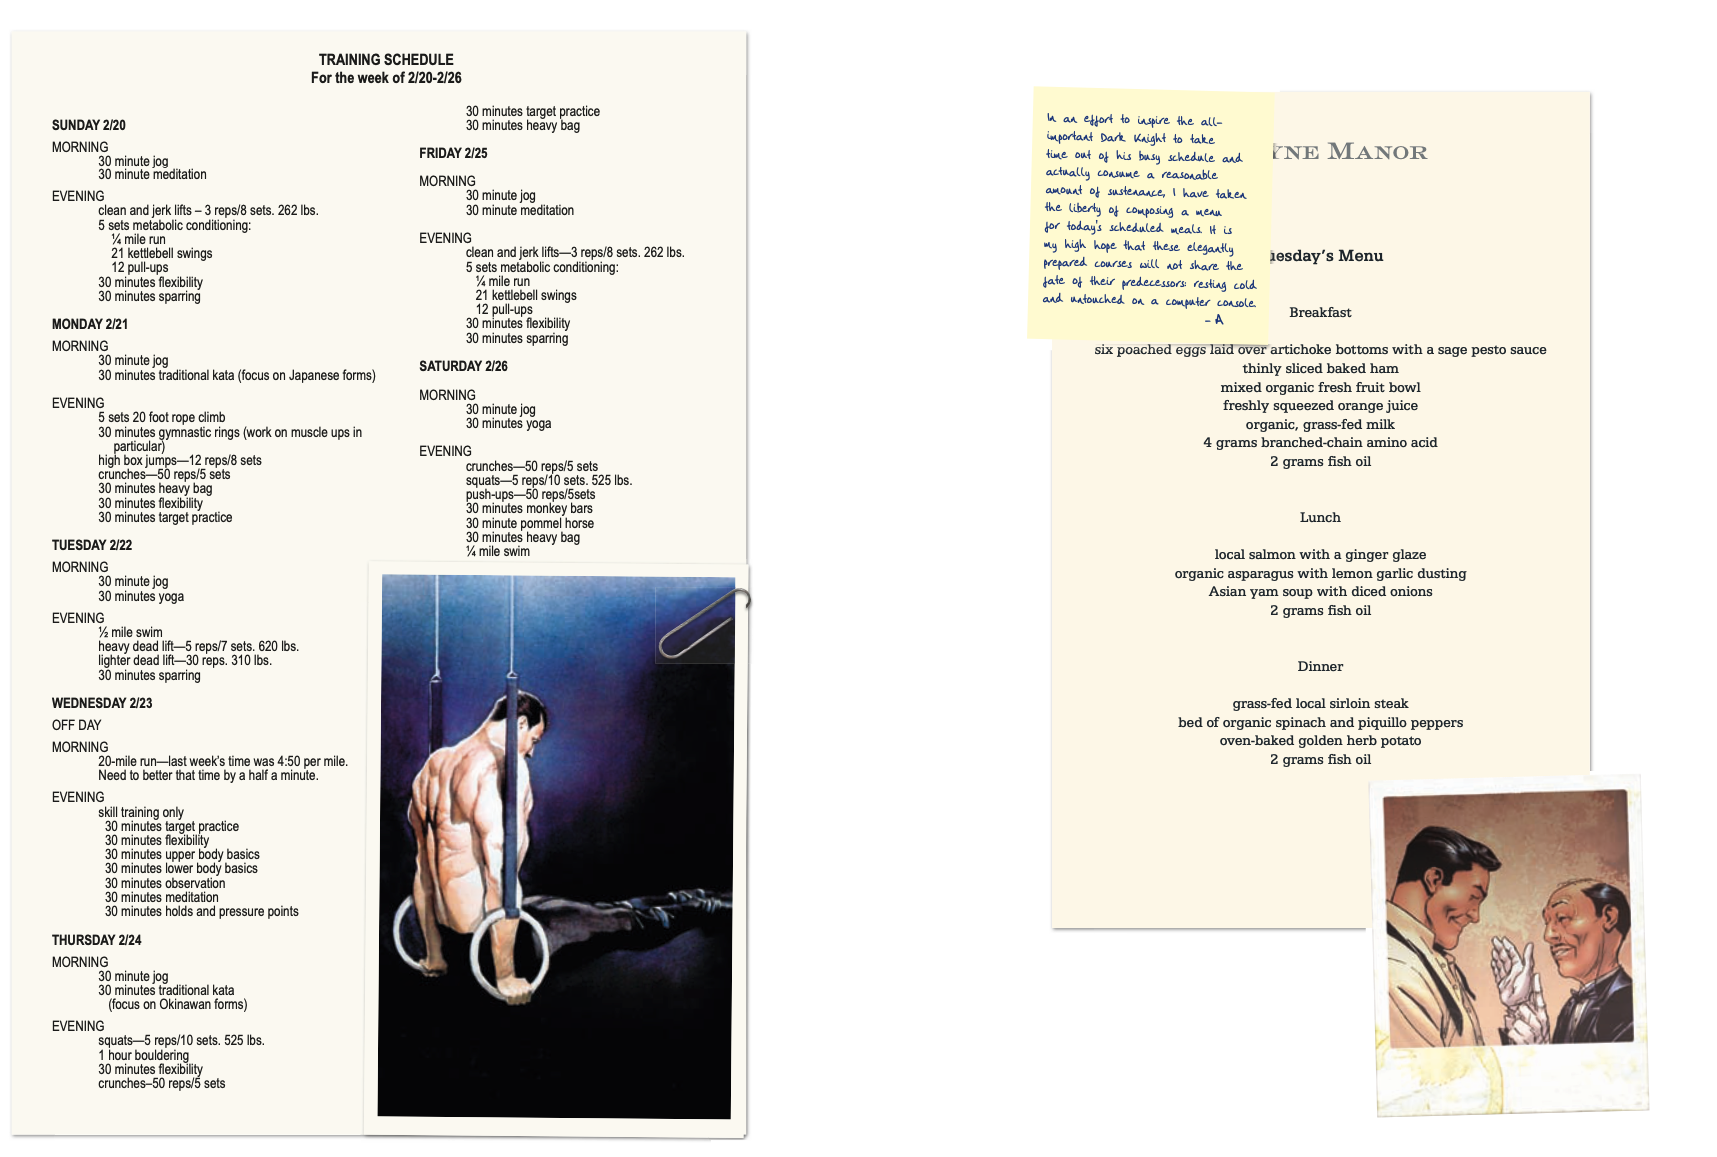 TRAINING SCHEDULE
For the week of 2/20-2/26
SUNDAY 2/20
MORNING
30 minute jog
30 minute meditation
EVENING
clean and jerk lifts – 3 reps/8 sets. 262 lbs.
5 sets metabolic conditioning:
¼ mile run
21 kettlebell swings
12 pull-ups
30 minutes flexibility
30 minutes sparring
MONDAY 2/21
MORNING
30 minute jog
30 minutes traditional kata (focus on Japanese forms)
EVENING
5 sets 20 foot rope climb
30 minutes gymnastic rings (work on muscle ups in
particular)
high box jumps—12 reps/8 sets
crunches—50 reps/5 sets
30 minutes heavy bag
30 minutes flexibility
30 minutes target practice
TUESDAY 2/22
MORNING
30 minute jog
30 minutes yoga
EVENING
½ mile swim
heavy dead lift—5 reps/7 sets. 620 lbs.
lighter dead lift—30 reps. 310 lbs.
30 minutes sparring
WEDNESDAY 2/23
OFF DAY
MORNING
20-mile run—last week's time was 4:50 per mile.
Need to better that time by a half a minute.
EVENING
skill training only
30 minutes target practice
30 minutes flexibility
30 minutes upper body basics
30 minutes lower body basics
30 minutes observation
30 minutes meditation
30 minutes holds and pressure points
THURSDAY 2/24
MORNING
30 minute jog
30 minutes traditional kata
(focus on Okinawan forms)
EVENING
squats—5 reps/10 sets. 525 lbs.
1 hour bouldering
30 minutes flexibility
crunches–50 reps/5 sets
30 minutes target practice
30 minutes heavy bag
FRIDAY 2/25
MORNING
30 minute jog
30 minute meditation
EVENING
clean and jerk lifts—3 reps/8 sets. 262 lbs.
5 sets metabolic conditioning:
¼ mile run
21 kettlebell swings
12 pull-ups
30 minutes flexibility
30 minutes sparring
SATURDAY 2/26
MORNING
30 minute jog
30 minutes yoga
EVENING
crunches—50 reps/5 sets
squats—5 reps/10 sets. 525 lbs.
push-ups—50 reps/5sets
30 minutes monkey bars
30 minute pommel horse
30 minutes heavy bag
¼ mile swim
In an effort to inspire the all-
important Dark Knight to take
time out of his busy schedule and
actually consume a reasonable
amount of sustenance, I have taken
the liberty of composing a menu
for today's scheduled meals. It is
my high hope that these elegantly
prepared courses will not share the
fate of their predecessors: resting cold
and untouched on a computer console.
- A
YNE MANOR
uesday's Menu
Breakfast
six poached eggs laid over artichoke bottoms with a sage pesto sauce
thinly sliced baked ham
mixed organic fresh fruit bowl
freshly squeezed orange juice
organic, grass-fed milk
4 grams branched-chain amino acid
2 grams fish oil
Lunch
local salmon with a ginger glaze
organic asparagus with lemon garlic dusting
Asian yam soup with diced onions
2 grams fish oil
Dinner
grass-fed local sirloin steak
bed of organic spinach and piquillo peppers
oven-baked golden herb potato
2 grams fish oil